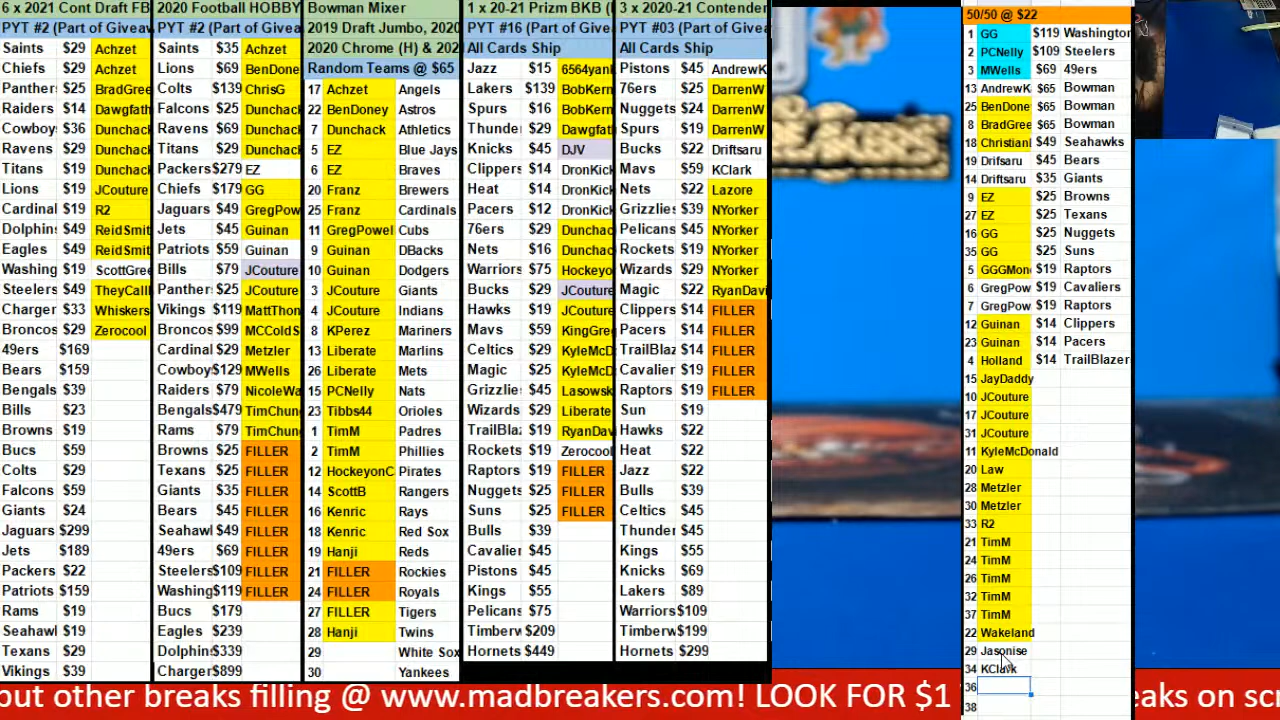 6 x 2021 Cont Draft FB
PYT #2 (Part of Giveav
Saints $29 Achzet
Chiefs $29 Achzet
Panther $25 BradGree
Raiders $14 Dawgfath
Cowboy $36 Dunchack
Ravens $29 Dunchack
Titans $19 Dunchack
Lions $19 JCouture
Cardinal $19 R2
Dolphin $49 ReidSmit
Eagles $49 ReidSmit
Washing $19 ScottGree
Steelers $49 TheyCalll
Charger $33 Whiskers
Broncos $29 Zerocool
49ers $169
Bears $159
Bengals $39
Bills $23
Browns $19
Bucs $59
Colts $29
Falcons $59
Giants $24
Jaguars $299
Jets $189
Packers $22
Patriots $159
Rams $19
Seahawl $19
Texans $29
Vikings $39
2020 Football HOBBY
PYT #2 (Part of Giveav
Saints $35 Achzet
Lions $69 BenDone
Colts $139 ChrisG
Falcons $25 Dunchack
Ravens $69 Dunchack
Titans $29 Dunchack
Packers $279 EZ
Chiefs $179 GG
Jaguars $49 GregPow
Jets $45 Guinan
Patriots $59 Guinan
Bills $79 JCouture
Panther $25 JCouture
Vikings $119 MattThon
Broncos $99 MCColdS
Cardinal $29 Metzler
Cowboy $129 MWells
Raiders $79 NicoleWa
Bengals $479 TimChung
Rams $79 TimChung
Browns $25 FILLER
Texans $25 FILLER
Giants $35 FILLER
Bears $45 FILLER
Seahawl $49 FILLER
49ers $69 FILLER
Steelers $109 FILLER
Washing $119 FILLER
Bucs $179
Eagles $239
Dolphin $339
Charger $899
Bowman Mixer
2019 Draft Jumbo, 2020
2020 Chrome (H) & 202
Random Teams @ $65
17 Achzet Angels
22 BenDoney Astros
7 Dunchack Athletics
5 EZ Blue Jays
6 EZ Braves
20 Franz Brewers
25 Franz Cardinals
11 GregPowel Cubs
9 Guinan DBacks
10 Guinan Dodgers
3 JCouture Giants
4 JCouture Indians
8 KPerez Mariners
13 Liberate Marlins
26 Liberate Mets
15 PCNelly Nats
23 Tibbs44 Orioles
1 TimM Padres
2 TimM Phillies
12 HockeyonC Pirates
14 ScottB Rangers
16 Kenric Rays
18 Kenric Red Sox
19 Hanji Reds
21 FILLER Rockies
24 FILLER Royals
27 FILLER Tigers
28 Hanji Twins
29 White Sox
30 Yankees
1 x 20-21 Prizm BKB (
PYT #16 (Part of Givea
All Cards Ship
Jazz $15 6564yan
Lakers $139 BobKern
Spurs $16 BobKern
Thunder $29 Dawgfath
Knicks $45 DJV
Clippers $14 DronKick
Heat $14 DronKick
Pacers $12 DronKick
76ers $29 Dunchac
Nets $16 Dunchac
Warriors $75 Hockeyo
Bucks $29 JCouture
Hawks $19 JCouture
Mavs $59 KingGreg
Celtics $29 KyleMcD
Magic $25 KyleMcD
Grizzlies $45 Lasowsk
Wizards $29 Liberate
TrailBla $19 RyanDav
Rockets $29 Zerocool
Raptors $19 FILLER
Nuggets $25 FILLER
Suns $25 FILLER
Bulls $39
Cavalier $45
Pistons $45
Kings $55
Pelicans $75
Timberw $209
Hornets $449
3 x 2020-21 Contender
PYT #03 (Part of Givea
All Cards Ship
Pistons $45 AndrewK
76ers $25 DarrenW
Nuggets $24 DarrenW
Spurs $19 DarrenW
Bucks $22 Driftsaru
Mavs $59 KClark
Nets $22 Lazore
Grizzlies $39 NYorker
Pelicans $45 NYorker
Rockets $19 NYorker
Wizards $29 NYorker
Magic $22 RyanDavi
Clippers $14 FILLER
Pacers $14 FILLER
TrailBlaz $14 FILLER
Cavalier $19 FILLER
Raptors $19 FILLER
Sun $19
Hawks $22
Heat $22
Jazz $22
Bulls $39
Celtics $45
Thunder $45
Kings $55
Knicks $69
Lakers $89
Warriors $109
Timberw $199
Hornets $299
50/50 @ $22
1 GG $119 Washington
2 PCNelly $109 Steelers
3 MWells $69 49ers
13 AndrewK $65 Bowman
25 BenDoney $65 Bowman
8 BradGree $65 Bowman
18 Christianl $49 Seahawks
19 Drifsaru $45 Bears
14 Driftsaru $35 Giants
9 EZ $25 Browns
27 EZ $25 Texans
16 GG $25 Nuggets
35 GG $25 Suns
5 GGGMon $19 Raptors
6 GregPow $19 Cavaliers
7 GregPow $19 Raptors
12 Guinan $14 Clippers
23 Guinan $14 Pacers
4 Holland $14 TrailBlazer
15 JayDaddy
10 JCouture
17 JCouture
31 JCouture
11 KyleMcDonald
20 Law
28 Metzler
30 Metzler
33 R2
21 TimM
24 TimM
26 TimM
32 TimM
37 TimM
22 Wakeland
29 Jasonise
34 KClark
36
38
but other breaks filling @ www.madbreakers.com! LOOK FOR $1 eaks on scr